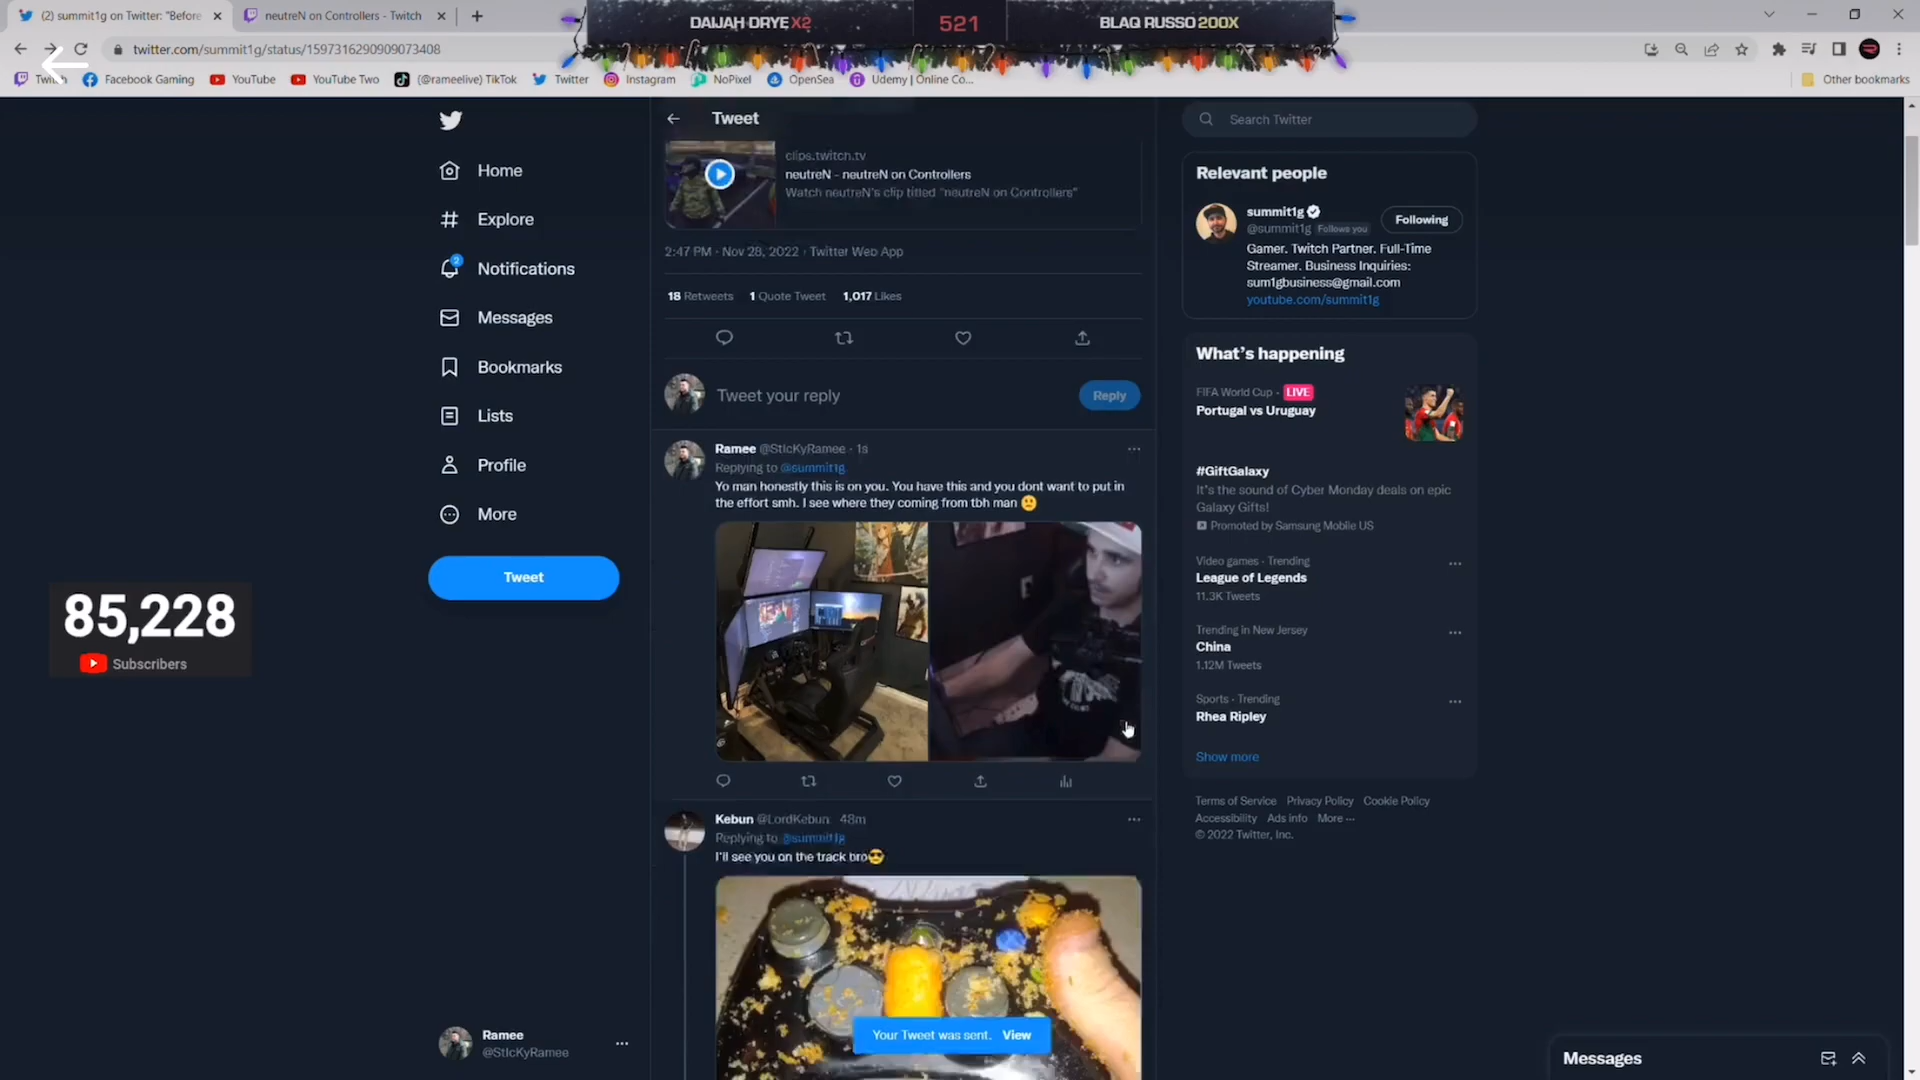 (2) summit1g on Twitter: "Before
neutreN on Controllers - Twitch
DAIJAH DRYE X2
521
BLAQ RUSSO 200X
twitter.com/summit1g/status/1597316290909073408
Twitch
Facebook Gaming
YouTube
YouTube Two
(@rameelive) TikTok
Twitter
Instagram
NoPixel
OpenSea
Udemy | Online Co...
Other bookmarks
Home
Explore
2
Notifications
Messages
Bookmarks
Lists
Profile
More
Tweet
85,228
Subscribers
Ramee
@StIcKyRamee
Tweet
clips.twitch.tv
neutreN - neutreN on Controllers
Watch neutreN's clip titled "neutreN on Controllers"
2:47 PM · Nov 28, 2022 · Twitter Web App
18 Retweets 1 Quote Tweet 1,017 Likes
Tweet your reply
Reply
Ramee @StIcKyRamee · 1s
Replying to @summit1g
Yo man honestly this is on you. You have this and you dont want to put in
the effort smh. I see where they coming from tbh man
Kebun @LordKebun · 48m
Replying to @summit1g
I'll see you on the track bro
Your Tweet was sent. View
Search Twitter
Relevant people
summit1g
@summit1g Follows you
Following
Gamer. Twitch Partner. Full-Time
Streamer. Business Inquiries:
sum1gbusiness@gmail.com
youtube.com/summit1g
What's happening
FIFA World Cup · LIVE
Portugal vs Uruguay
#GiftGalaxy
It's the sound of Cyber Monday deals on epic
Galaxy Gifts!
Promoted by Samsung Mobile US
Video games · Trending
League of Legends
11.3K Tweets
Trending in New Jersey
China
1.12M Tweets
Sports · Trending
Rhea Ripley
Show more
Terms of Service Privacy Policy Cookie Policy
Accessibility Ads info More ···
© 2022 Twitter, Inc.
Messages